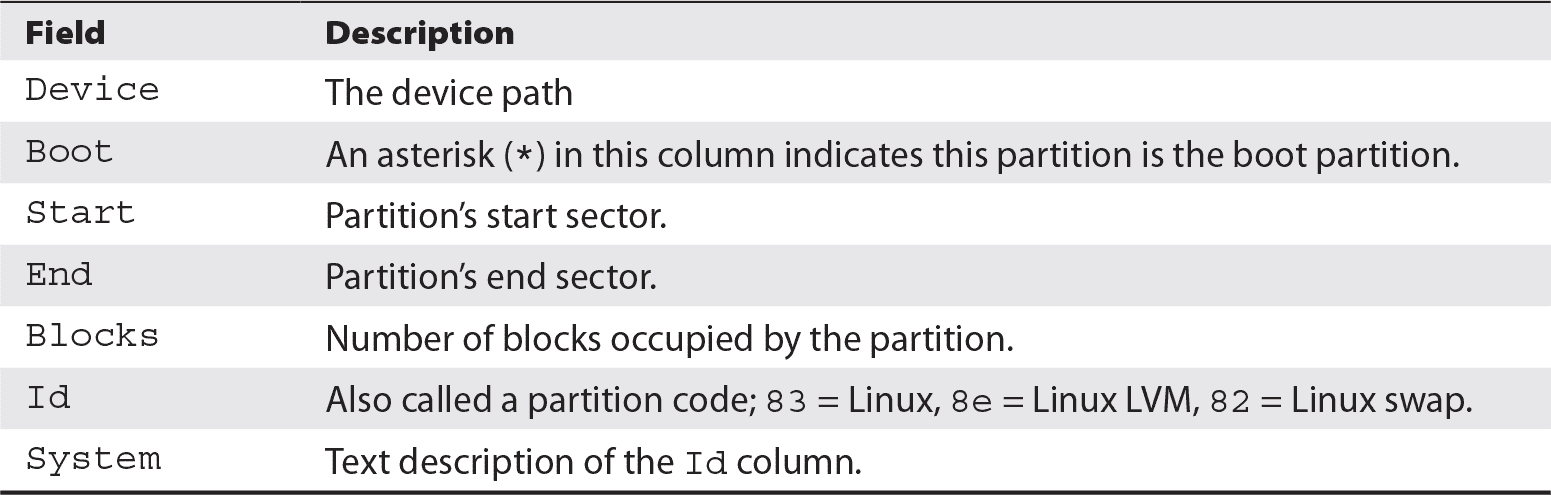 Field Description
Device The device path
Boot An asterisk (*) in this column indicates this partition is the boot partition.
Start Partition’s start sector.
End Partition’s end sector.
Blocks Number of blocks occupied by the partition.
Id Also called a partition code; 83 = Linux, 8e = Linux LVM, 82 = Linux swap.
System Text description of the Id column.